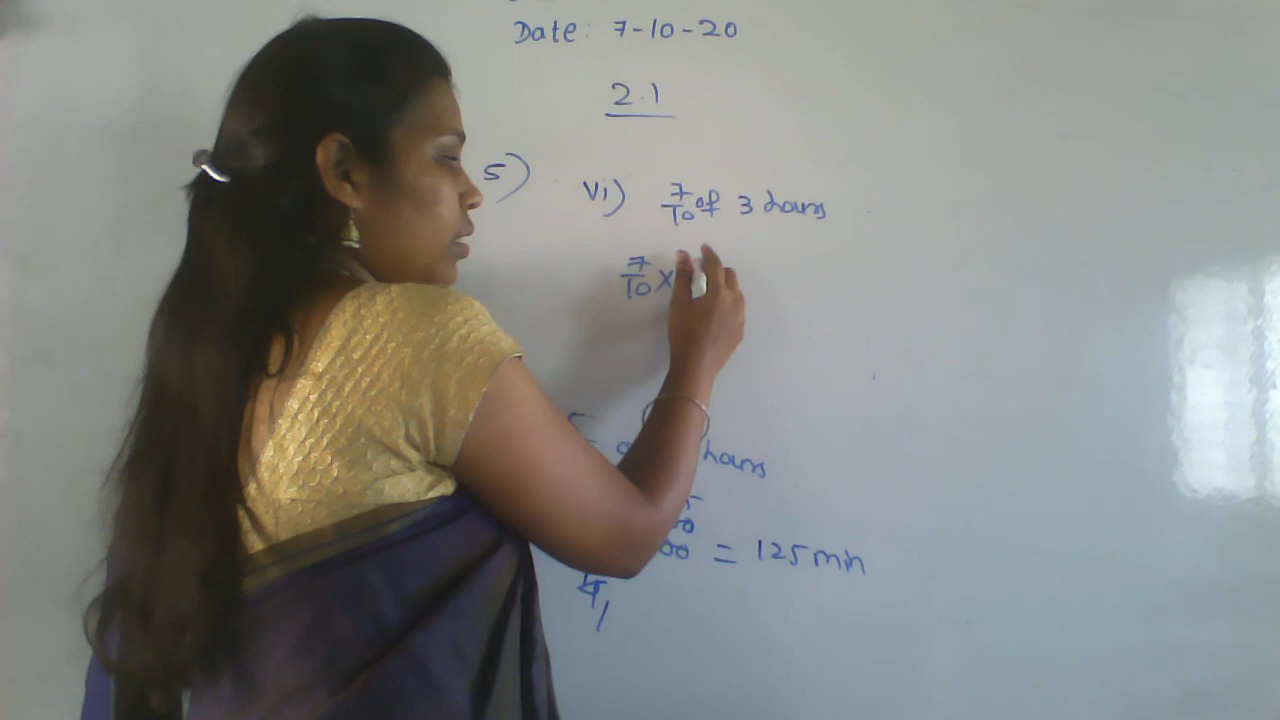 Date: 7-10-20
2.1
5) vi) 7/10 of 3 hours
7/10 x
hours
= 125 min